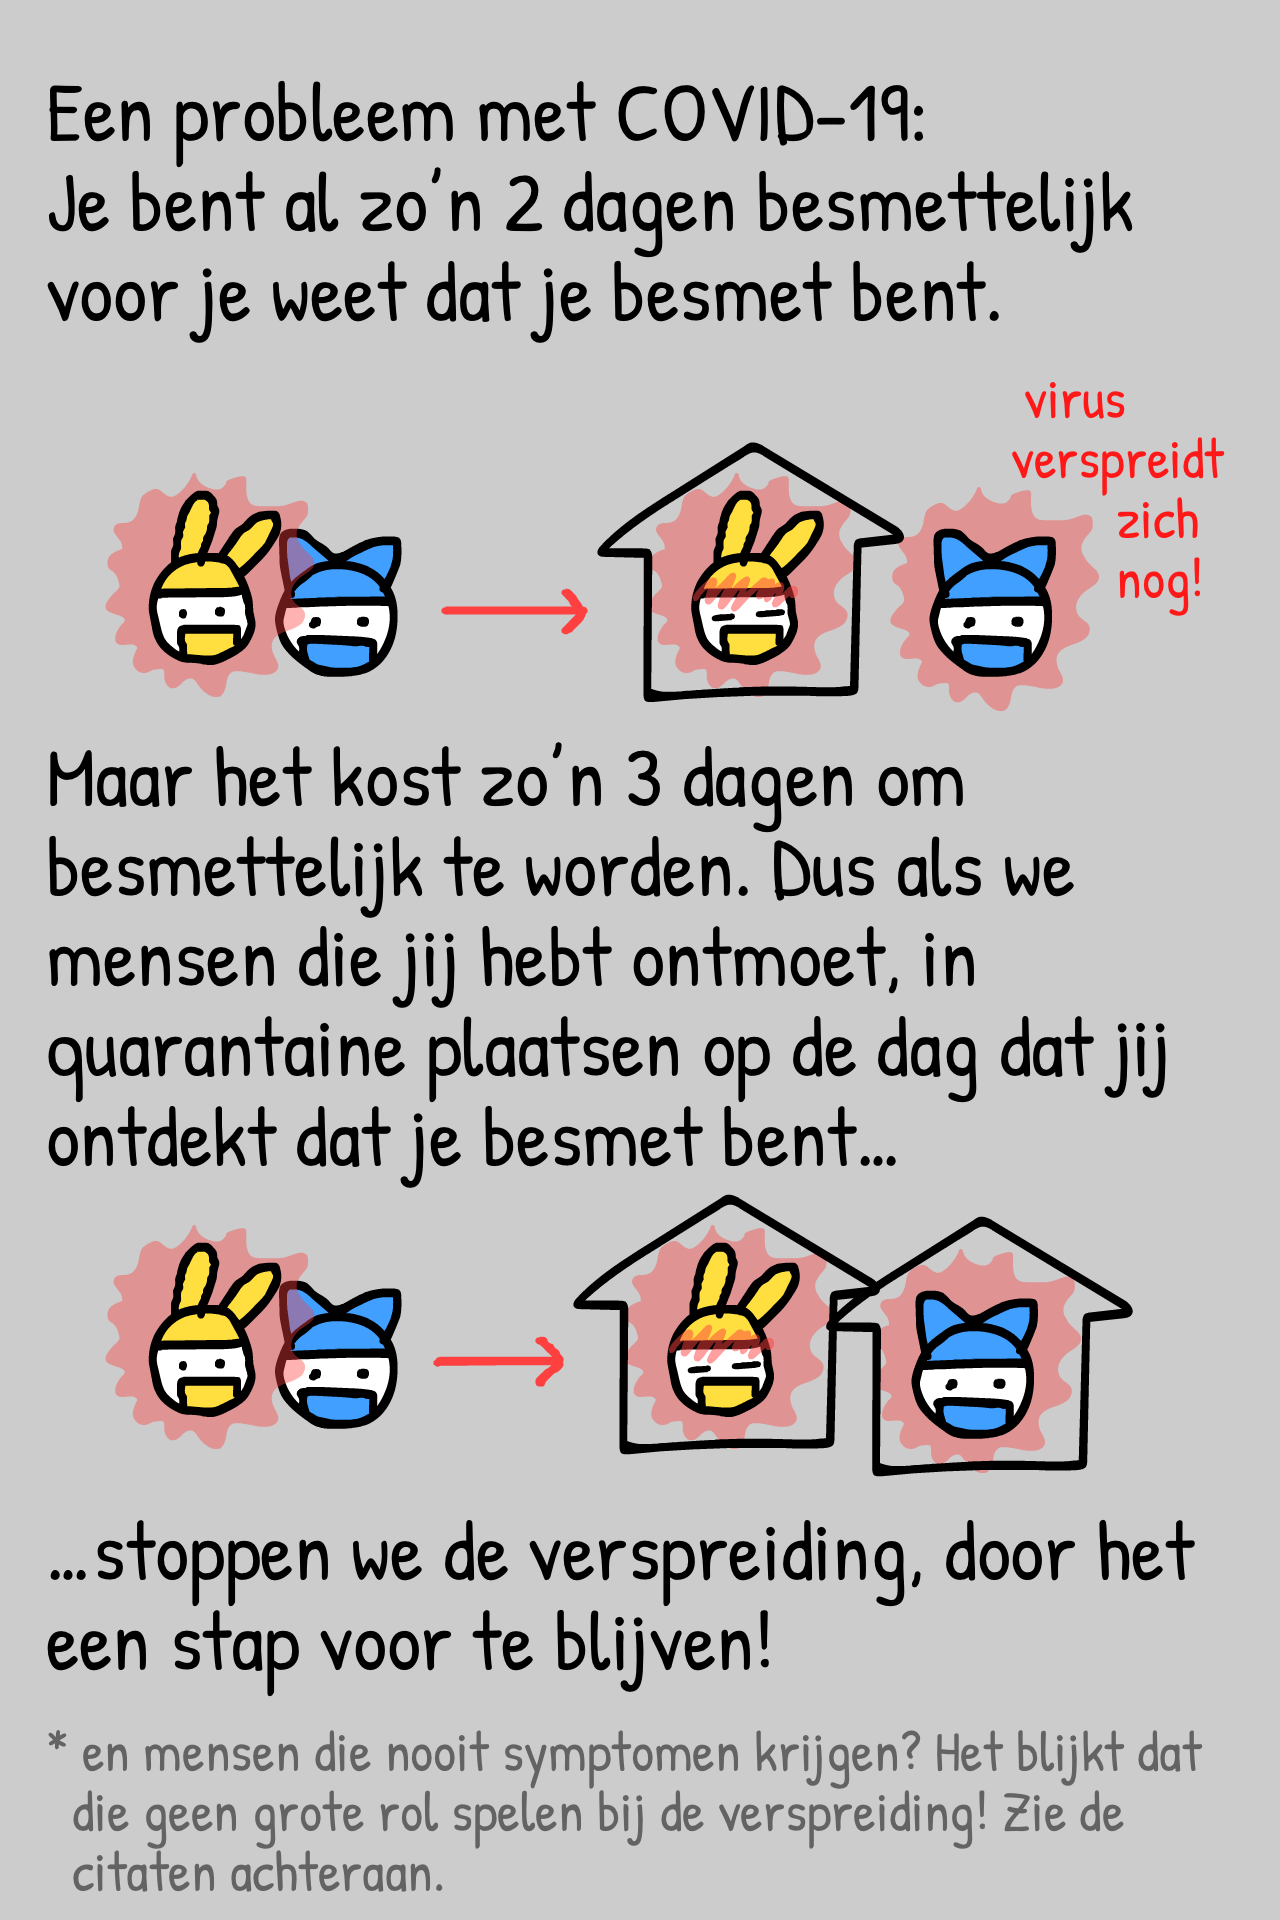 Een probleem met COVID-19:
Je bent al zo'n 2 dagen besmettelijk
voor je weet dat je besmet bent.
virus
verspreidt
zich
nog!
Maar het kost zo'n 3 dagen om
besmettelijk te worden. Dus als we
mensen die jij hebt ontmoet, in
quarantaine plaatsen op de dag dat jij
ontdekt dat je besmet bent...
...stoppen we de verspreiding, door het
een stap voor te blijven!
* en mensen die nooit symptomen krijgen? Het blijkt dat
die geen grote rol spelen bij de verspreiding! Zie de
citaten achteraan.